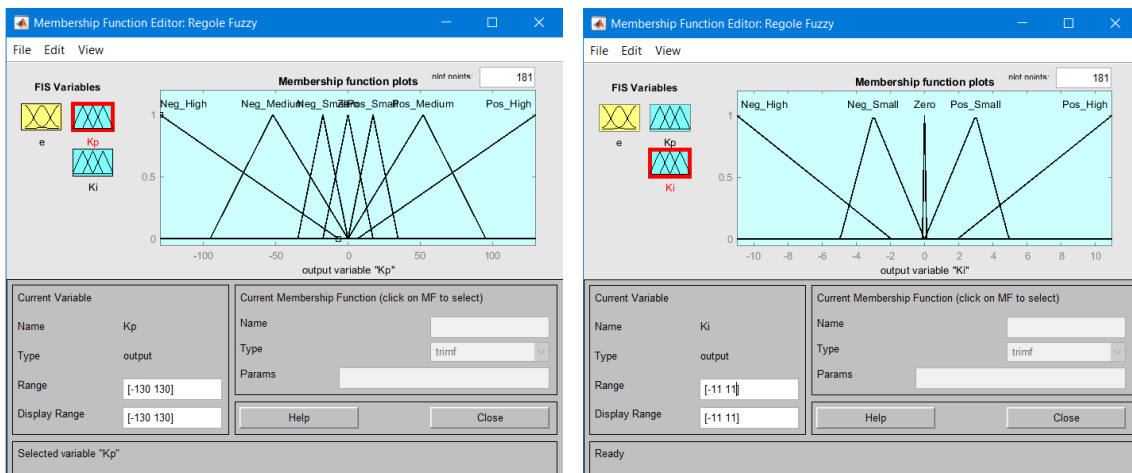 Membership Function Editor: Regole Fuzzy
File Edit View
FIS Variables
e
Kp
Ki
Membership function plots
plot points:
181
Neg_High
Neg_Medium
Neg_Small
Zero
Pos_Small
Pos_Medium
Pos_High
1
0.5
0
-100 -50 0 50 100
output variable "Kp"
Current Variable
Name Kp
Type output
Range [-130 130]
Display Range [-130 130]
Current Membership Function (click on MF to select)
Name
Type trimf
Params
Help Close
Selected variable "Kp"
Membership Function Editor: Regole Fuzzy
File Edit View
FIS Variables
e
Kp
Ki
Membership function plots
plot points:
181
Neg_High Neg_Small Zero Pos_Small Pos_High
1
0.5
0
-10 -8 -6 -4 -2 0 2 4 6 8 10
output variable "Ki"
Current Variable
Name Ki
Type output
Range [-11 11]
Display Range [-11 11]
Current Membership Function (click on MF to select)
Name
Type trimf
Params
Help Close
Ready